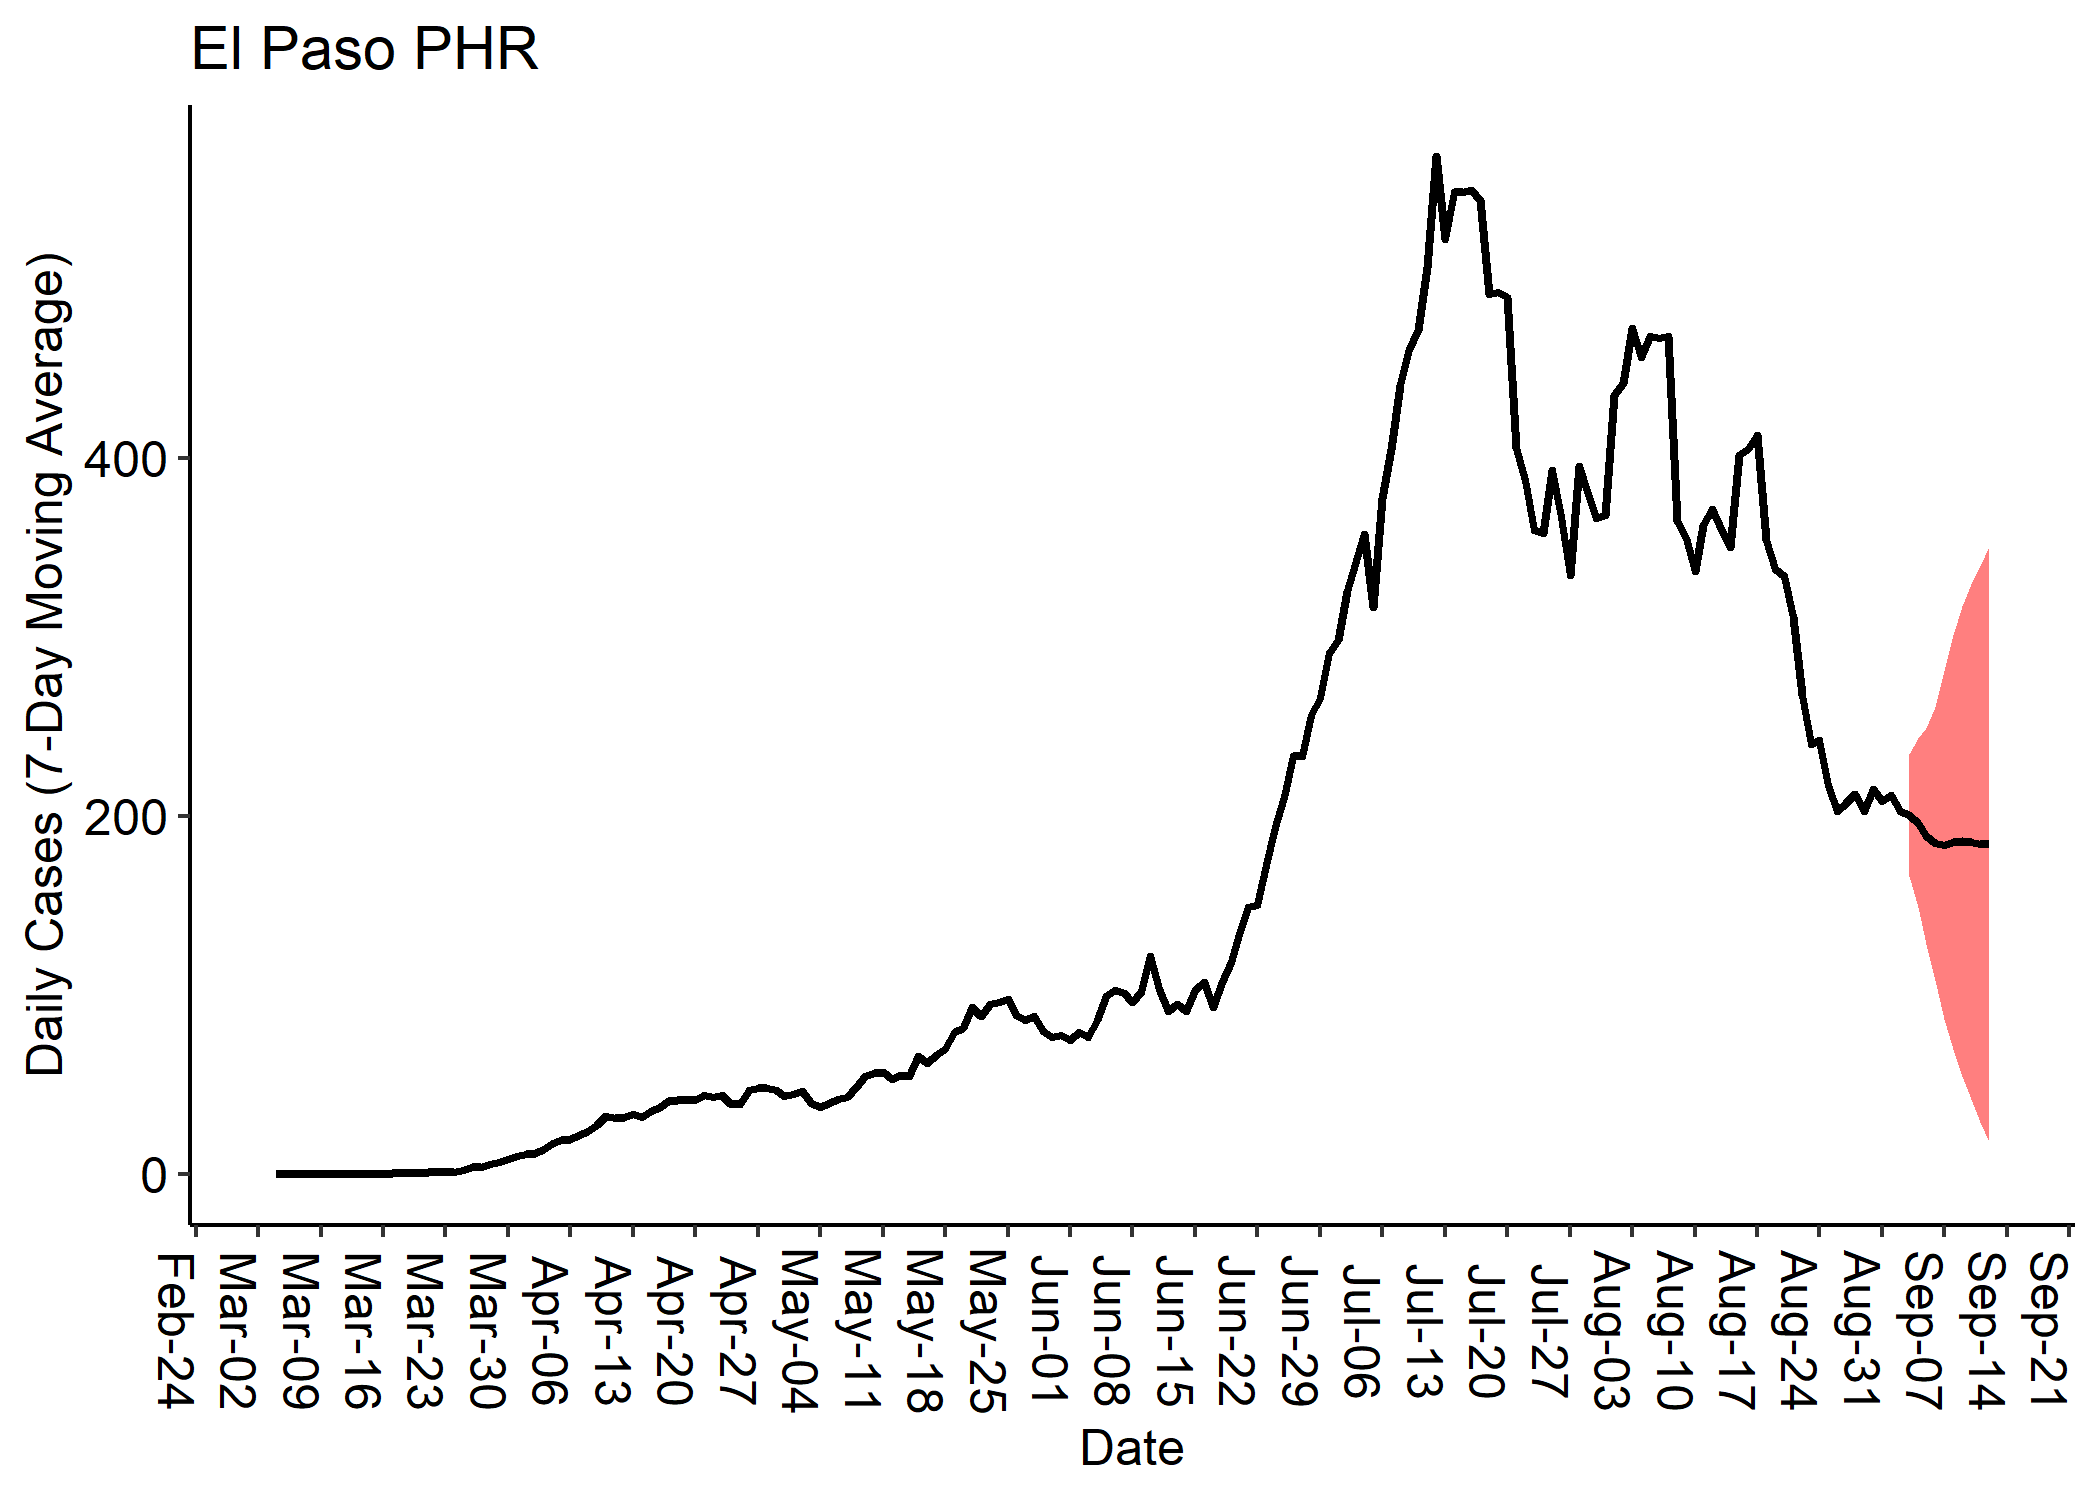 El Paso PHR
Daily Cases (7-Day Moving Average)
400
200
0
Feb-24
Mar-02
Mar-09
Mar-16
Mar-23
Mar-30
Apr-06
Apr-13
Apr-20
Apr-27
May-04
May-11
May-18
May-25
Jun-01
Jun-08
Jun-15
Jun-22
Jun-29
Jul-06
Jul-13
Jul-20
Jul-27
Aug-03
Aug-10
Aug-17
Aug-24
Aug-31
Sep-07
Sep-14
Sep-21
Date